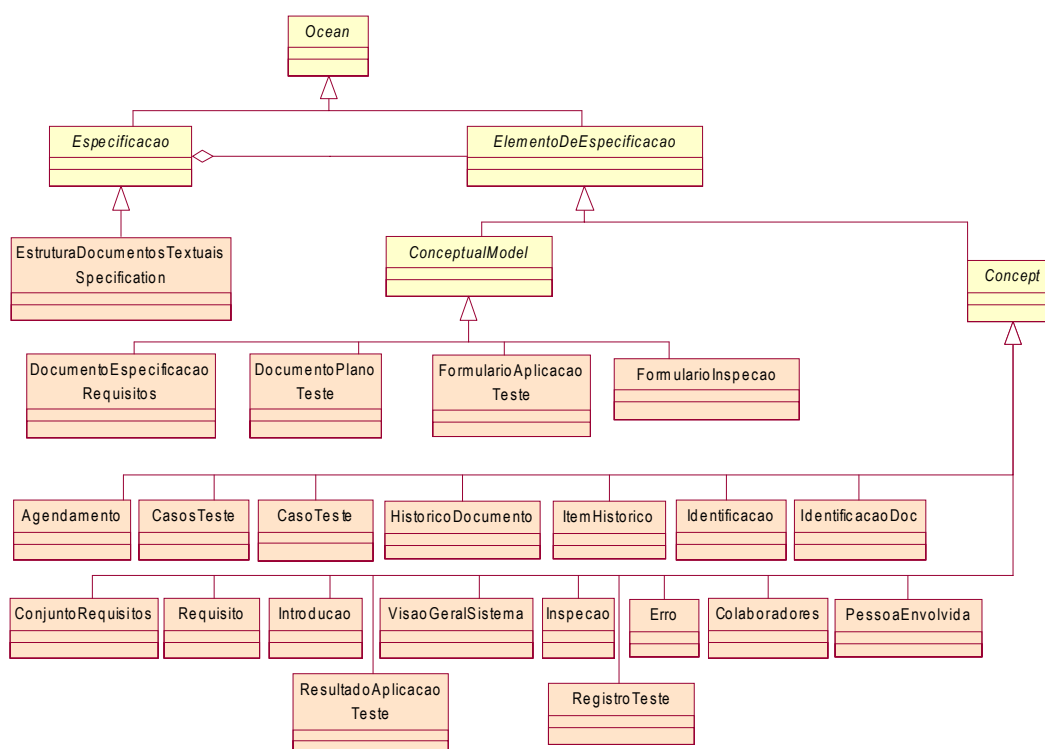 Ocean
Especificacao
ElementoDeEspecificacao
EstruturaDocumentosTextuais
Specification
ConceptualModel
Concept
DocumentoEspecificacao
Requisitos
DocumentoPlano
Teste
FormularioAplicacao
Teste
FormularioInspecao
Agendamento
CasosTeste
CasoTeste
HistoricoDocumento
ItemHistorico
Identificacao
IdentificacaoDoc
ConjuntoRequisitos
Requisito
Introducao
VisaoGeralSistema
Inspecao
Erro
Colaboradores
PessoaEnvolvida
ResultadoAplicacao
Teste
RegistroTeste